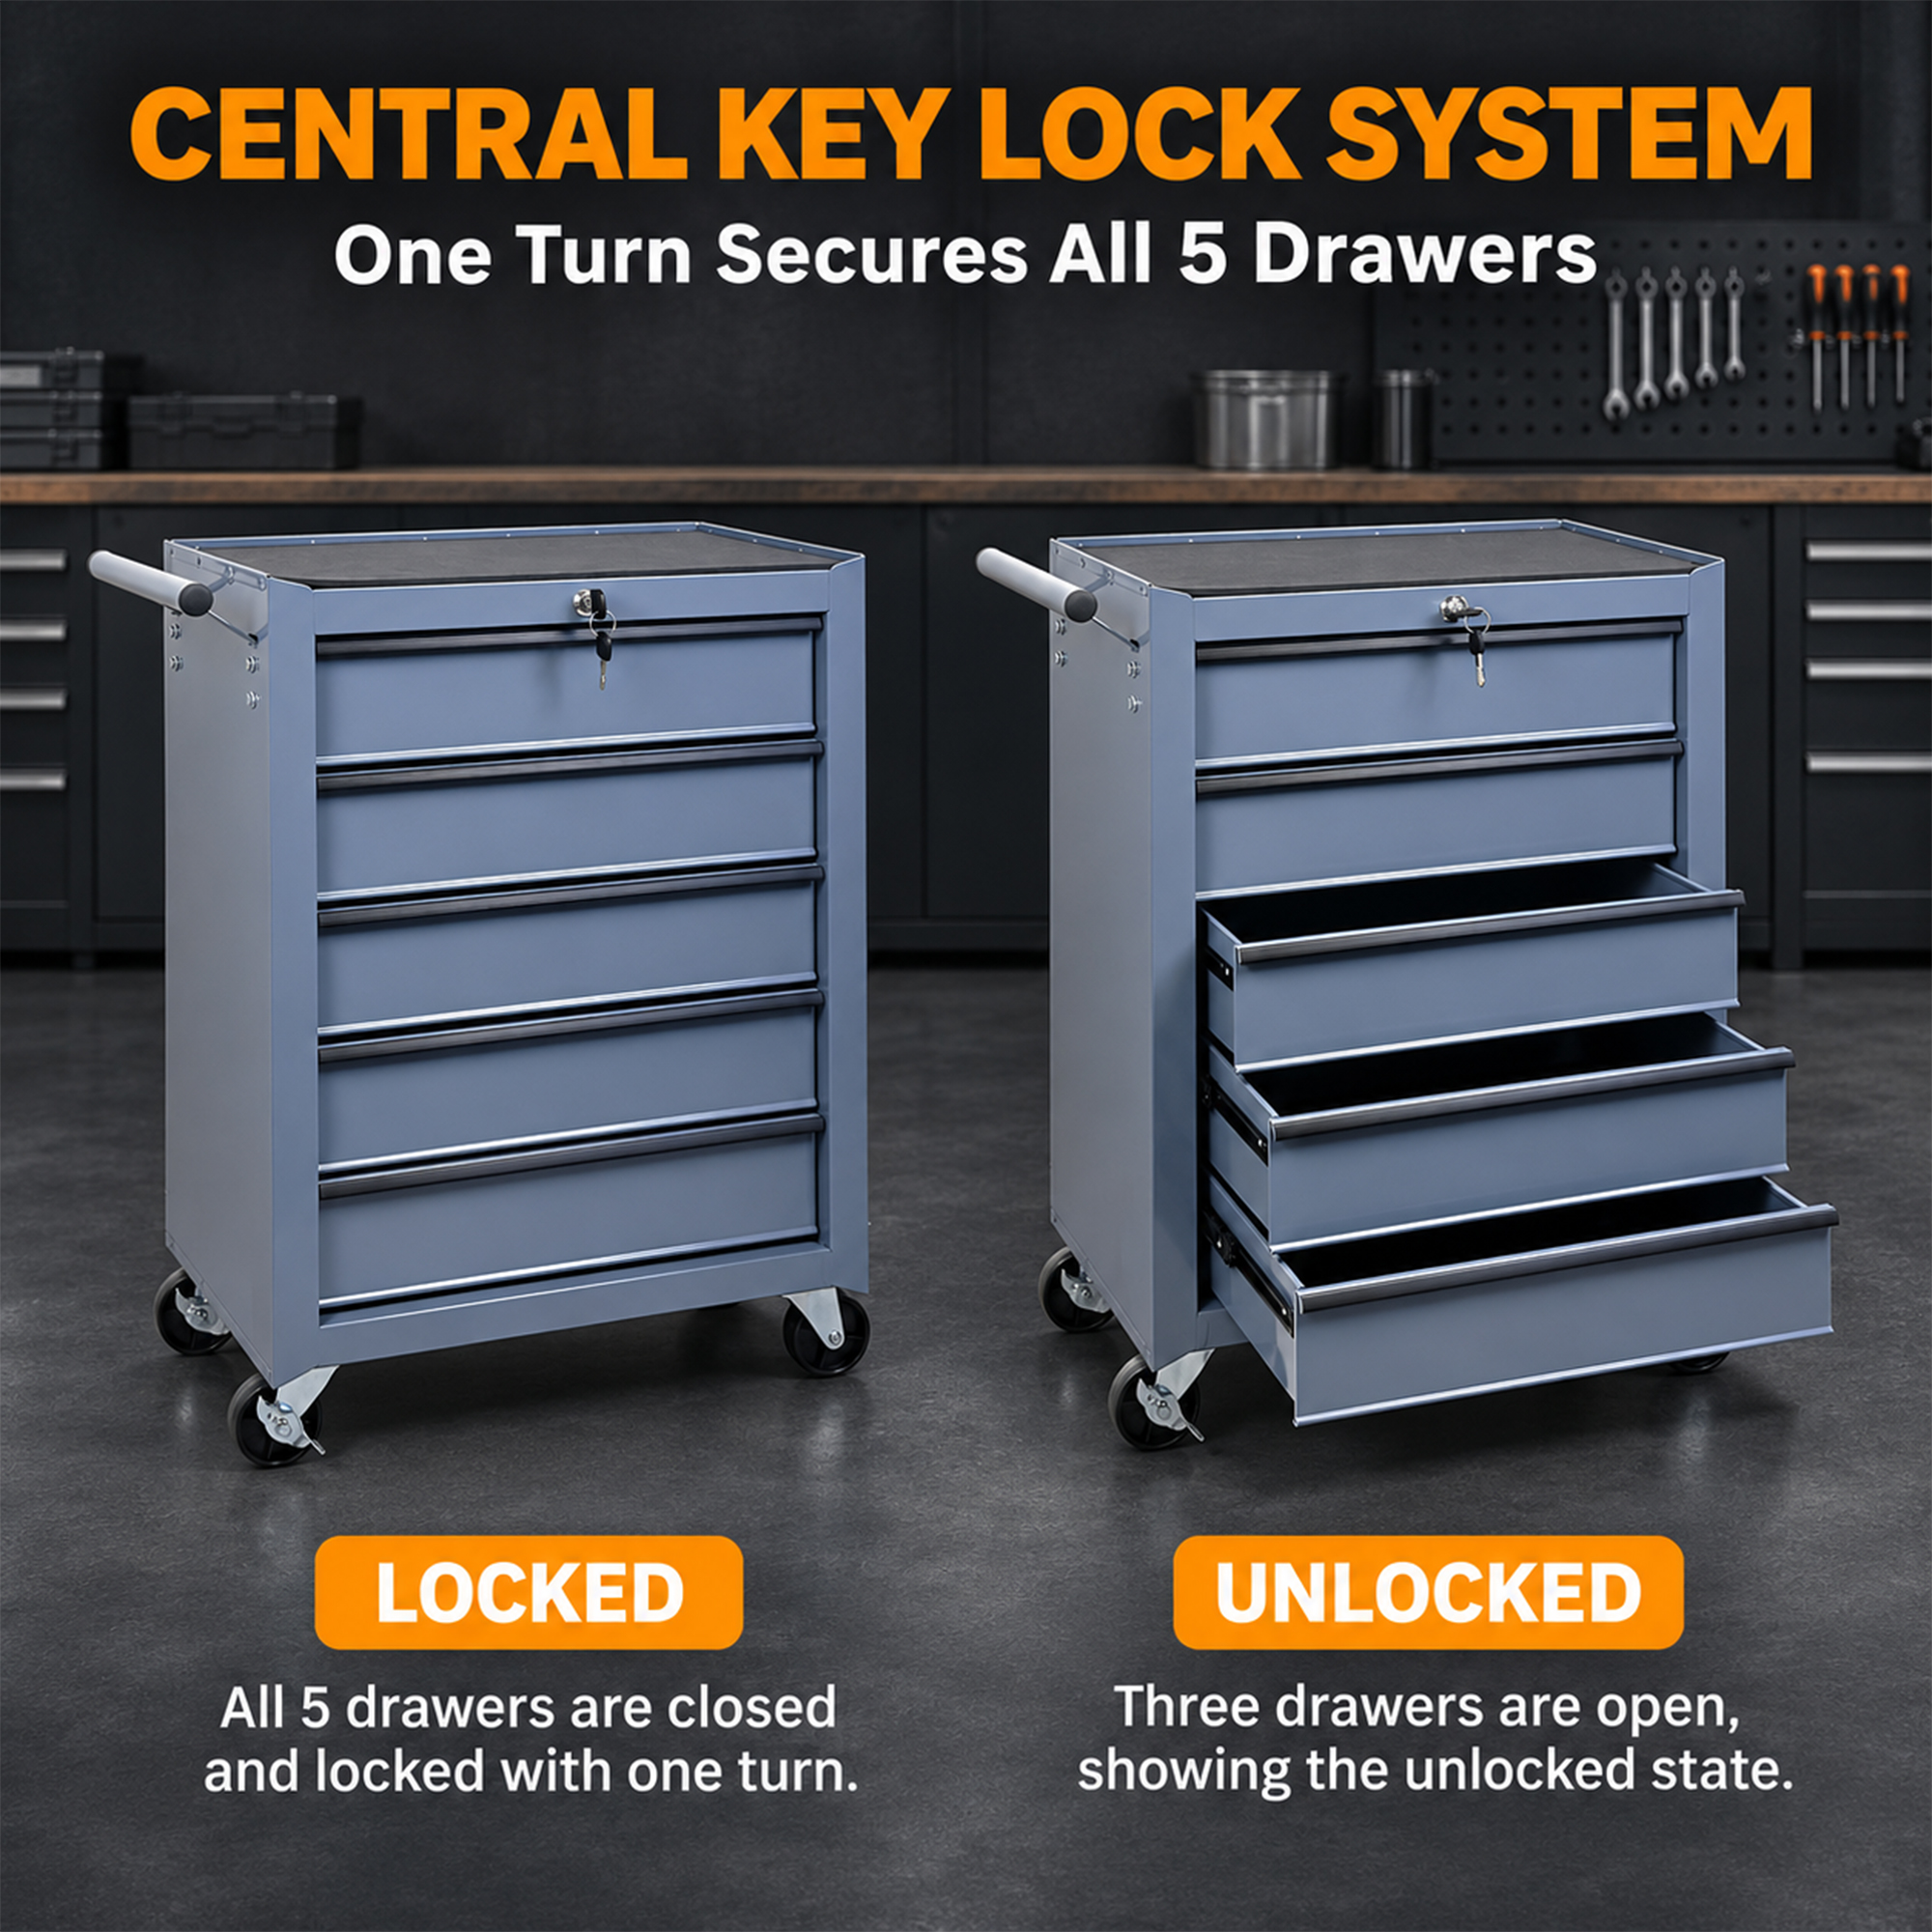 CENTRAL KEY LOCK SYSTEM
One Turn Secures All 5 Drawers
LOCKED
UNLOCKED
All 5 drawers are closed
and locked with one turn.
Three drawers are open,
showing the unlocked state.